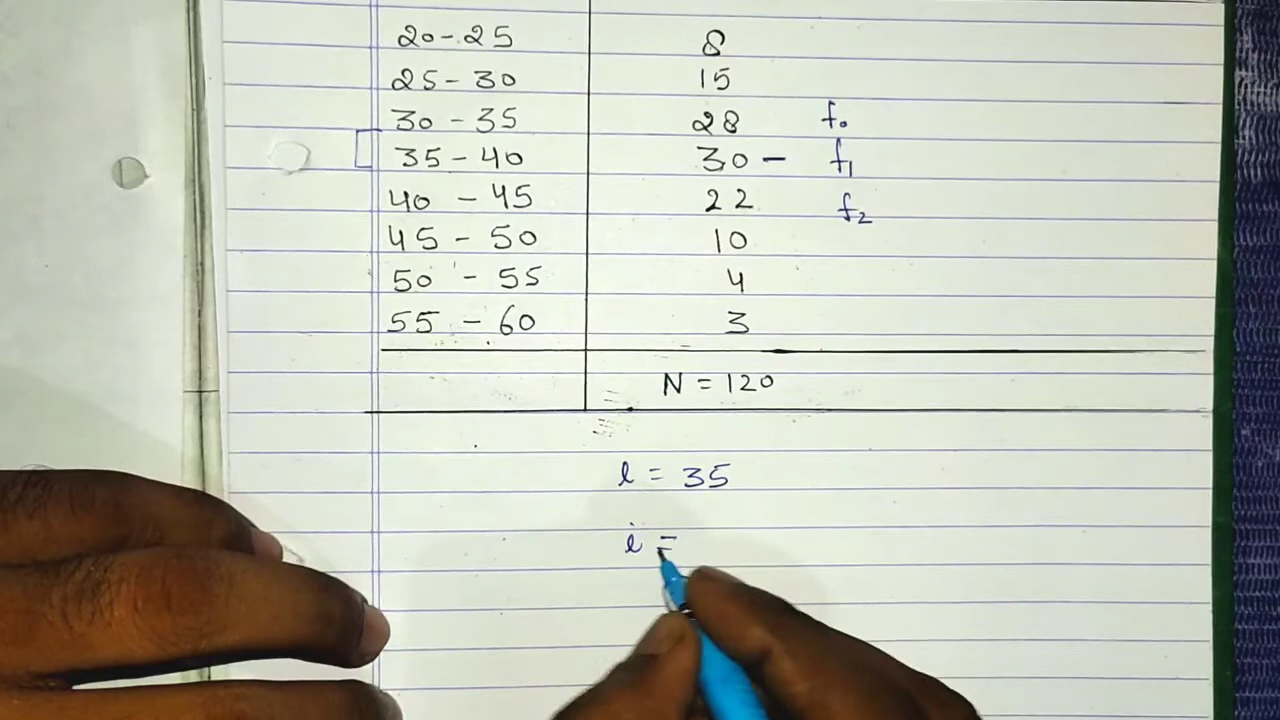 20-25 8
25-30 15
30-35 28 f₀
35-40 30 - f₁
40-45 22 f₂
45-50 10
50-55 4
55-60 3
N = 120
l = 35
i =